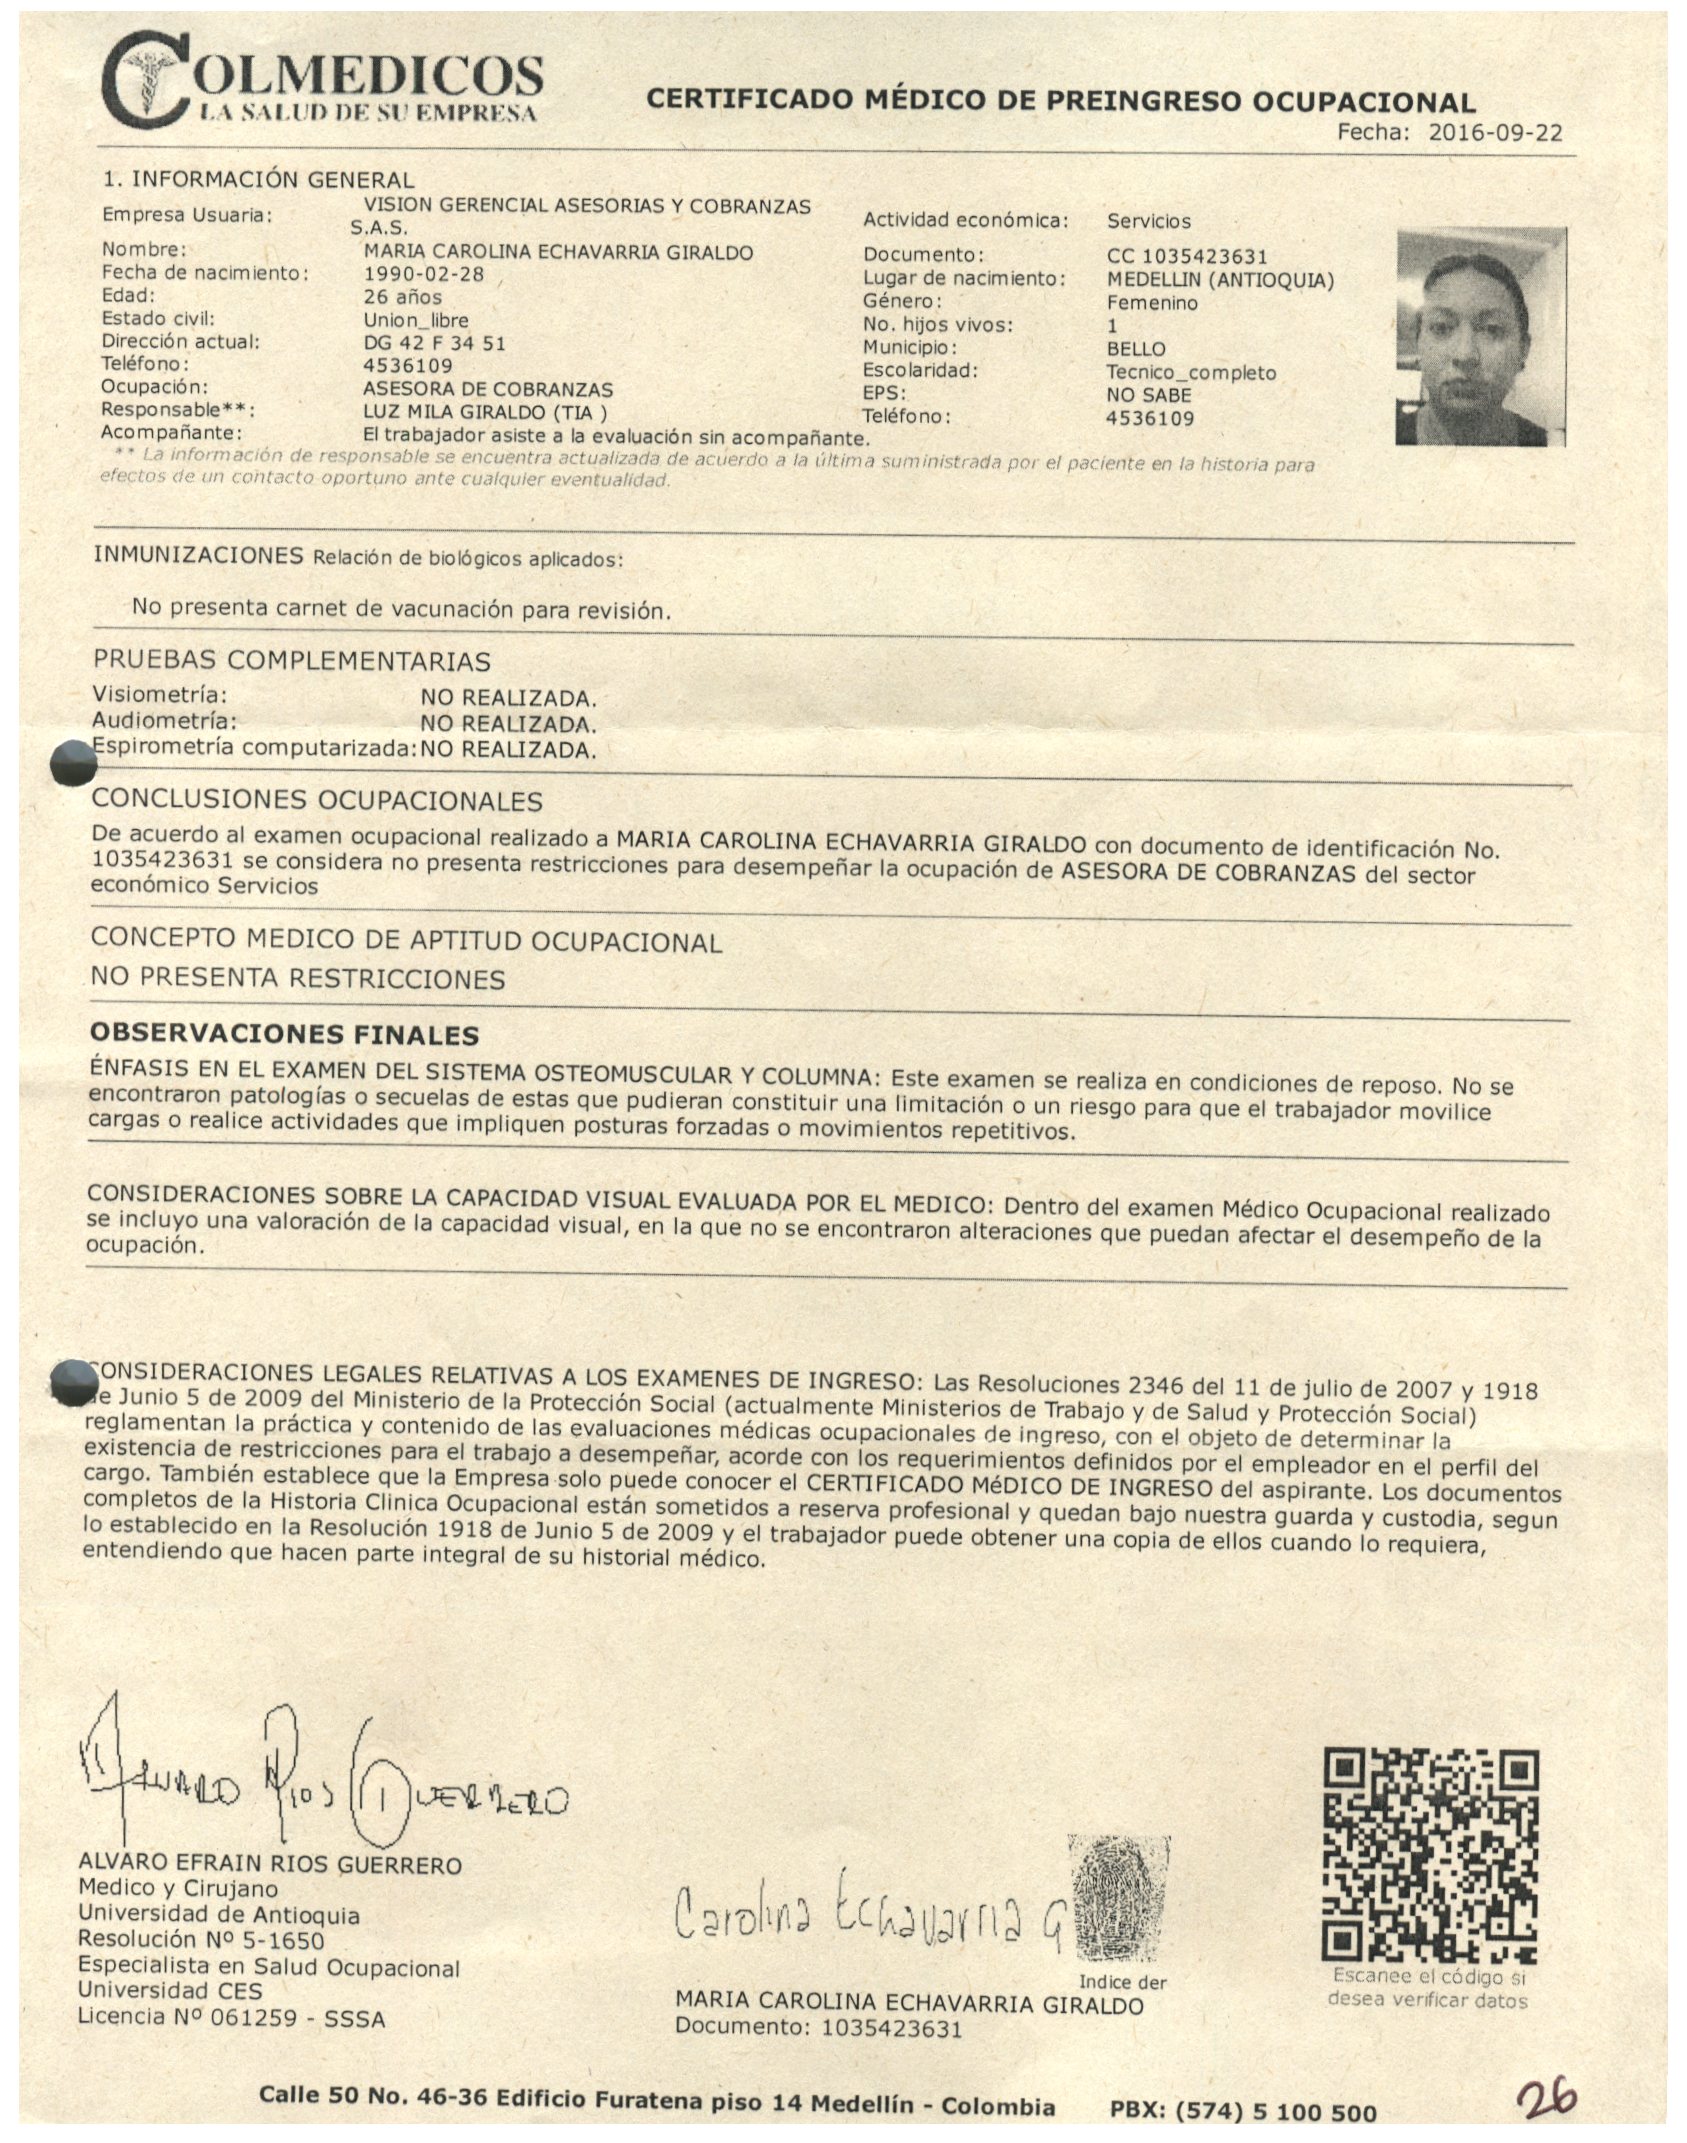 COLMEDICOS
LA SALUD DE SU EMPRESA
CERTIFICADO MÉDICO DE PREINGRESO OCUPACIONAL
Fecha: 2016-09-22
1. INFORMACIÓN GENERAL
Empresa Usuaria: VISION GERENCIAL ASESORIAS Y COBRANZAS S.A.S. Actividad económica: Servicios
Nombre: MARIA CAROLINA ECHAVARRIA GIRALDO Documento: CC 1035423631
Fecha de nacimiento: 1990-02-28 Lugar de nacimiento: MEDELLIN (ANTIOQUIA)
Edad: 26 años Género: Femenino
Estado civil: Union_libre No. hijos vivos: 1
Dirección actual: DG 42 F 34 51 Municipio: BELLO
Teléfono: 4536109 Escolaridad: Tecnico_completo
Ocupación: ASESORA DE COBRANZAS EPS: NO SABE
Responsable**: LUZ MILA GIRALDO (TIA ) Teléfono: 4536109
Acompañante: El trabajador asiste a la evaluación sin acompañante.
** La información de responsable se encuentra actualizada de acuerdo a la última suministrada por el paciente en la historia para
efectos de un contacto oportuno ante cualquier eventualidad.
INMUNIZACIONES Relación de biológicos aplicados:
No presenta carnet de vacunación para revisión.
PRUEBAS COMPLEMENTARIAS
Visiometría: NO REALIZADA.
Audiometría: NO REALIZADA.
Espirometría computarizada: NO REALIZADA.
CONCLUSIONES OCUPACIONALES
De acuerdo al examen ocupacional realizado a MARIA CAROLINA ECHAVARRIA GIRALDO con documento de identificación No.
1035423631 se considera no presenta restricciones para desempeñar la ocupación de ASESORA DE COBRANZAS del sector
económico Servicios
CONCEPTO MEDICO DE APTITUD OCUPACIONAL
NO PRESENTA RESTRICCIONES
OBSERVACIONES FINALES
ÉNFASIS EN EL EXAMEN DEL SISTEMA OSTEOMUSCULAR Y COLUMNA: Este examen se realiza en condiciones de reposo. No se
encontraron patologías o secuelas de estas que pudieran constituir una limitación o un riesgo para que el trabajador movilice
cargas o realice actividades que impliquen posturas forzadas o movimientos repetitivos.
CONSIDERACIONES SOBRE LA CAPACIDAD VISUAL EVALUADA POR EL MEDICO: Dentro del examen Médico Ocupacional realizado
se incluyo una valoración de la capacidad visual, en la que no se encontraron alteraciones que puedan afectar el desempeño de la
ocupación.
CONSIDERACIONES LEGALES RELATIVAS A LOS EXAMENES DE INGRESO: Las Resoluciones 2346 del 11 de julio de 2007 y 1918
de Junio 5 de 2009 del Ministerio de la Protección Social (actualmente Ministerios de Trabajo y de Salud y Protección Social)
reglamentan la práctica y contenido de las evaluaciones médicas ocupacionales de ingreso, con el objeto de determinar la
existencia de restricciones para el trabajo a desempeñar, acorde con los requerimientos definidos por el empleador en el perfil del
cargo. También establece que la Empresa solo puede conocer el CERTIFICADO MéDICO DE INGRESO del aspirante. Los documentos
completos de la Historia Clinica Ocupacional están sometidos a reserva profesional y quedan bajo nuestra guarda y custodia, segun
lo establecido en la Resolución 1918 de Junio 5 de 2009 y el trabajador puede obtener una copia de ellos cuando lo requiera,
entendiendo que hacen parte integral de su historial médico.
ALVARO RIOS GUERRERO
ALVARO EFRAIN RIOS GUERRERO
Medico y Cirujano
Universidad de Antioquia
Resolución Nº 5-1650
Especialista en Salud Ocupacional
Universidad CES
Licencia Nº 061259 - SSSA
Carolina Echavarria G
Indice der
MARIA CAROLINA ECHAVARRIA GIRALDO
Documento: 1035423631
Escanee el código si
desea verificar datos
Calle 50 No. 46-36 Edificio Furatena piso 14 Medellín - Colombia PBX: (574) 5 100 500
26